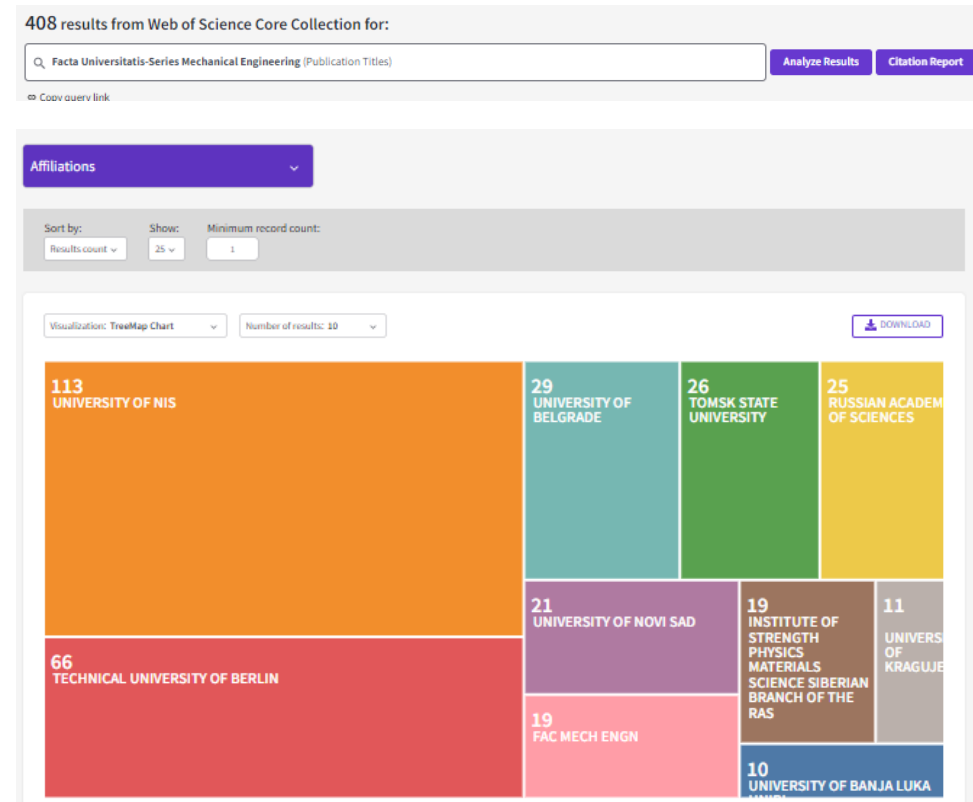 408 results from Web of Science Core Collection for:
Facta Universitatis-Series Mechanical Engineering (Publication Titles)
Analyze Results
Citation Report
Copy query link
Affiliations
Sort by:
Show:
Minimum record count:
Results count
25
1
Visualization: TreeMap Chart
Number of results: 10
DOWNLOAD
113
UNIVERSITY OF NIS
29
UNIVERSITY OF
BELGRADE
26
TOMSK STATE
UNIVERSITY
25
RUSSIAN ACADEM
OF SCIENCES
66
TECHNICAL UNIVERSITY OF BERLIN
21
UNIVERSITY OF NOVI SAD
19
FAC MECH ENGN
19
INSTITUTE OF
STRENGTH
PHYSICS
MATERIALS
SCIENCE SIBERIAN
BRANCH OF THE
RAS
11
UNIVERS
OF
KRAGUJE
10
UNIVERSITY OF BANJA LUKA